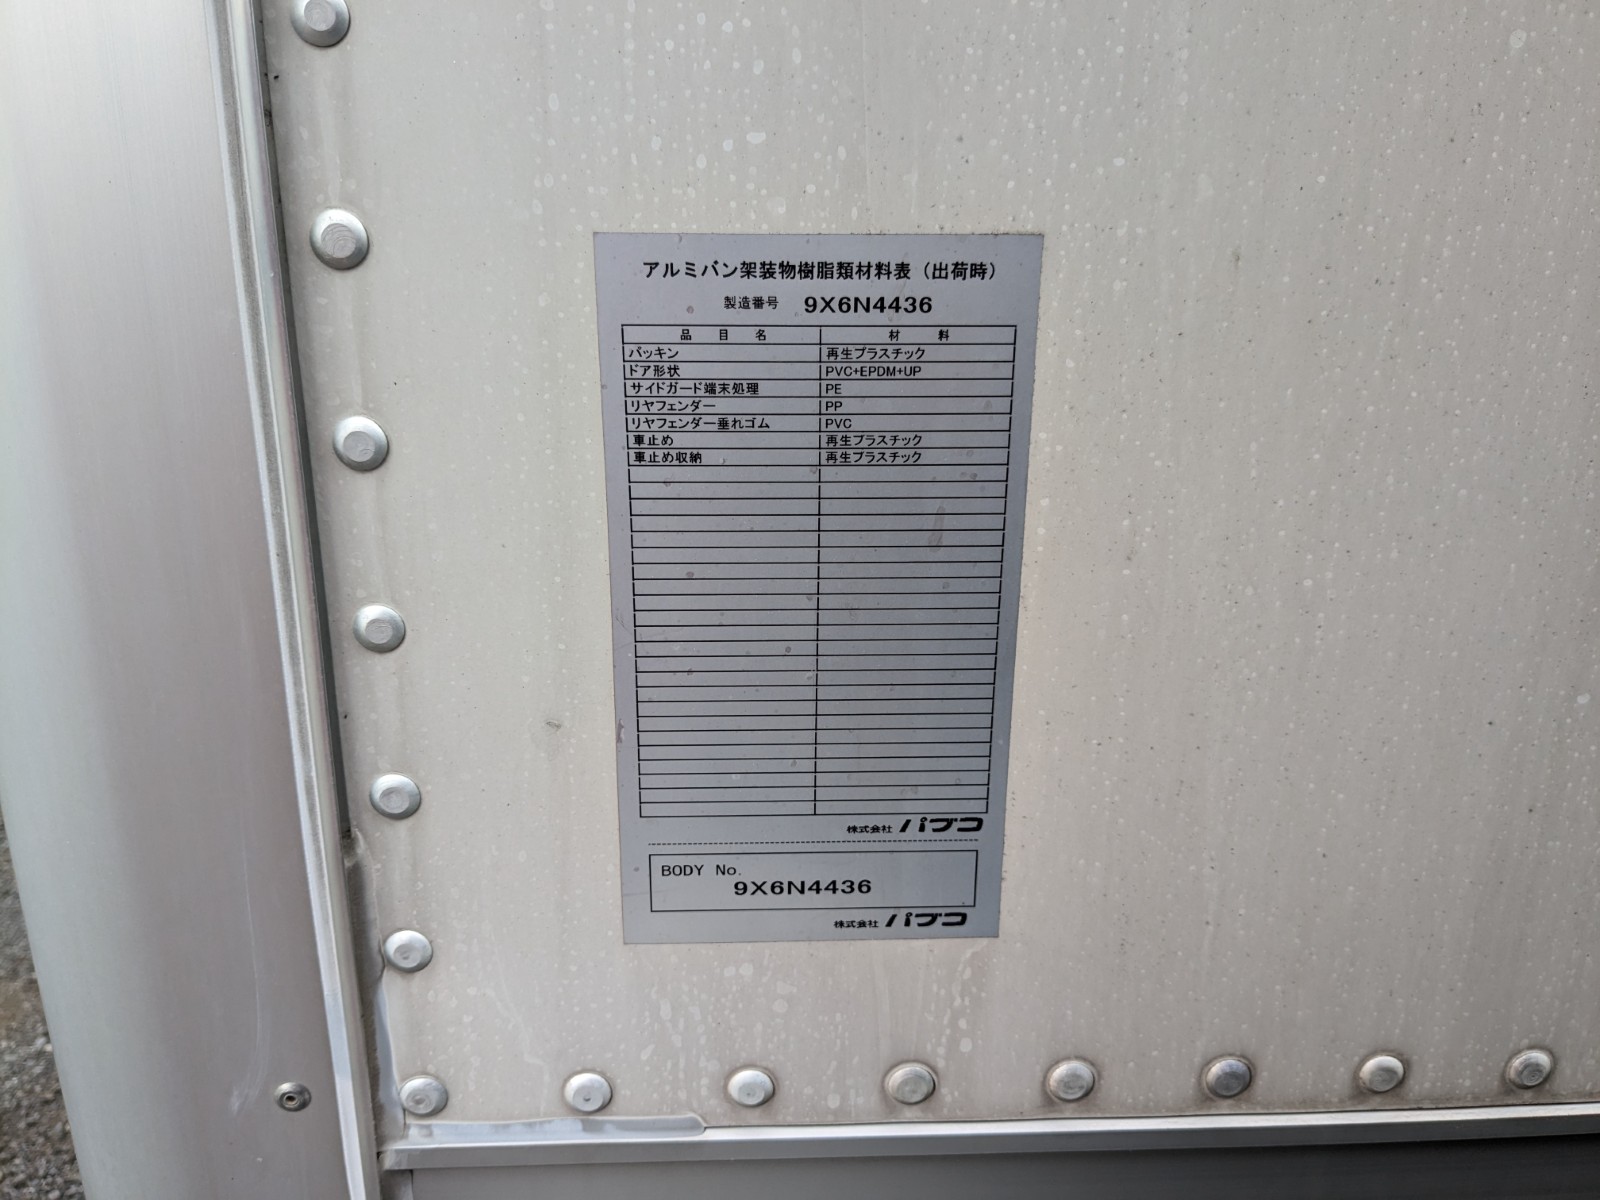 アルミバン架装物樹脂類材料表（出荷時）
製造番号 9X6N4436
品目名 材料
パッキン 再生プラスチック
ドア形状 PVC+EPDM+UP
サイドガード端末処理 PE
リヤフェンダー PP
リヤフェンダー垂れゴム PVC
車止め 再生プラスチック
車止め収納 再生プラスチック
株式会社 パブコ
BODY No.
9X6N4436
株式会社 パブコ